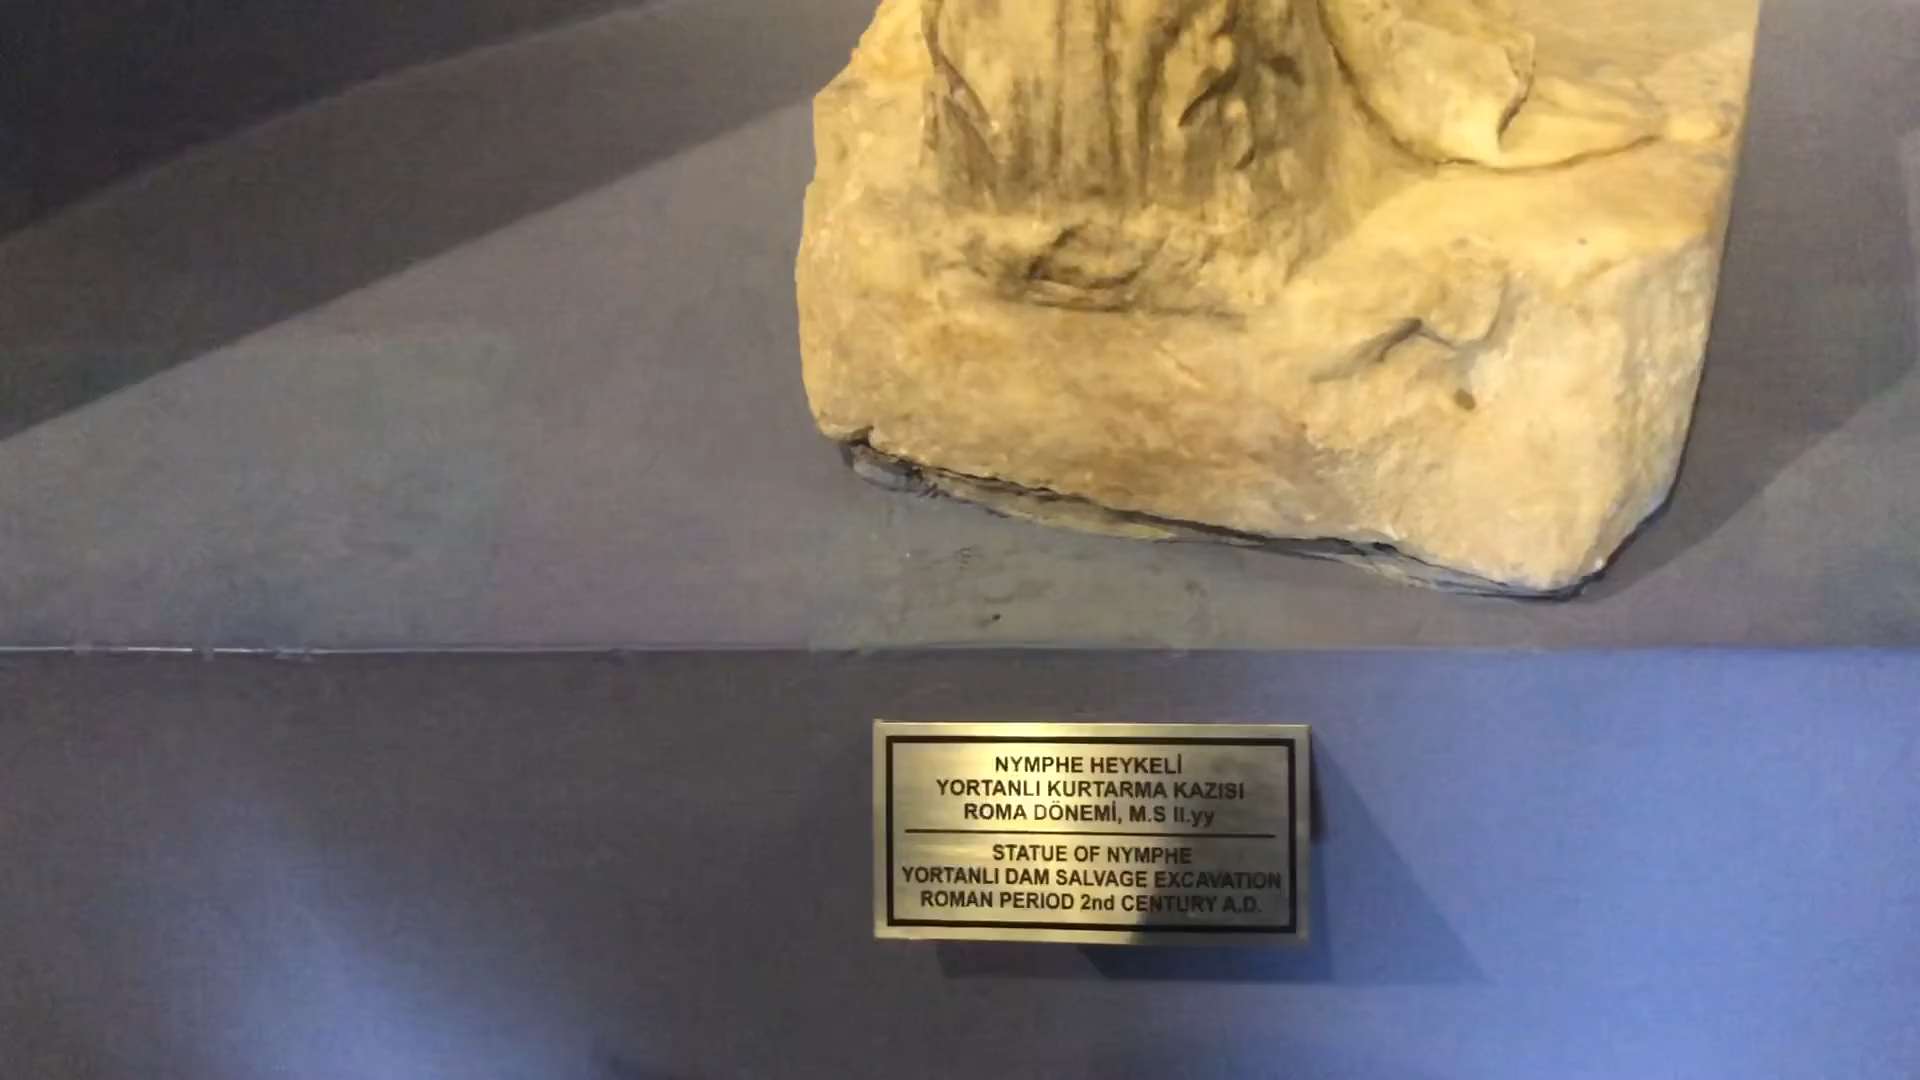 NYMPHE HEYKELİ
YORTANLI KURTARMA KAZISI
ROMA DÖNEMİ, M.S II.yy
STATUE OF NYMPHE
YORTANLI DAM SALVAGE EXCAVATION
ROMAN PERIOD 2nd CENTURY A.D.